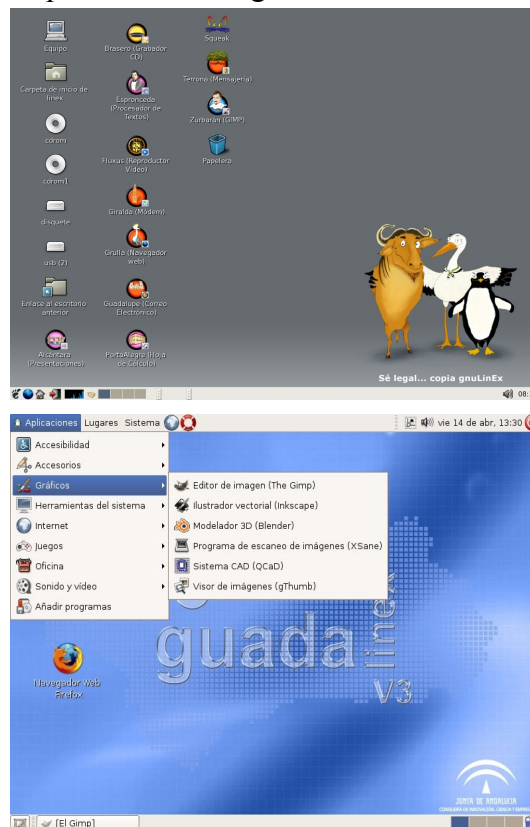 Equipo
Brasero (Grabador
CD)
Squeak
Carpeta de inicio de
linex
Espronceda
(Procesador de
Textos)
Terrona (Mensajería)
cdrom
Zurbaran (GIMP)
cdrom1
Fluxus (Reproductor
Vídeo)
Papelera
disquete
Giralda (Módem)
usb (2)
Grulla (Navegador
web)
Enlace al escritorio
anterior
Guadalupe (Correo
Electrónico)
Alcántara
(Presentaciones)
PortoAlegre (Hoja
de Cálculo)
Sé legal... copia gnuLinEx
08:
Aplicaciones Lugares Sistema
vie 14 de abr, 13:30
Accesibilidad
Accesorios
Gráficos
Herramientas del sistema
Internet
Juegos
Oficina
Sonido y vídeo
Añadir programas
Editor de imagen (The Gimp)
Ilustrador vectorial (Inkscape)
Modelador 3D (Blender)
Programa de escaneo de imágenes (XSane)
Sistema CAD (QCaD)
Visor de imágenes (gThumb)
guada
linex
V3
Navegador Web
Firefox
JUNTA DE ANDALUCIA
[El Gimp]